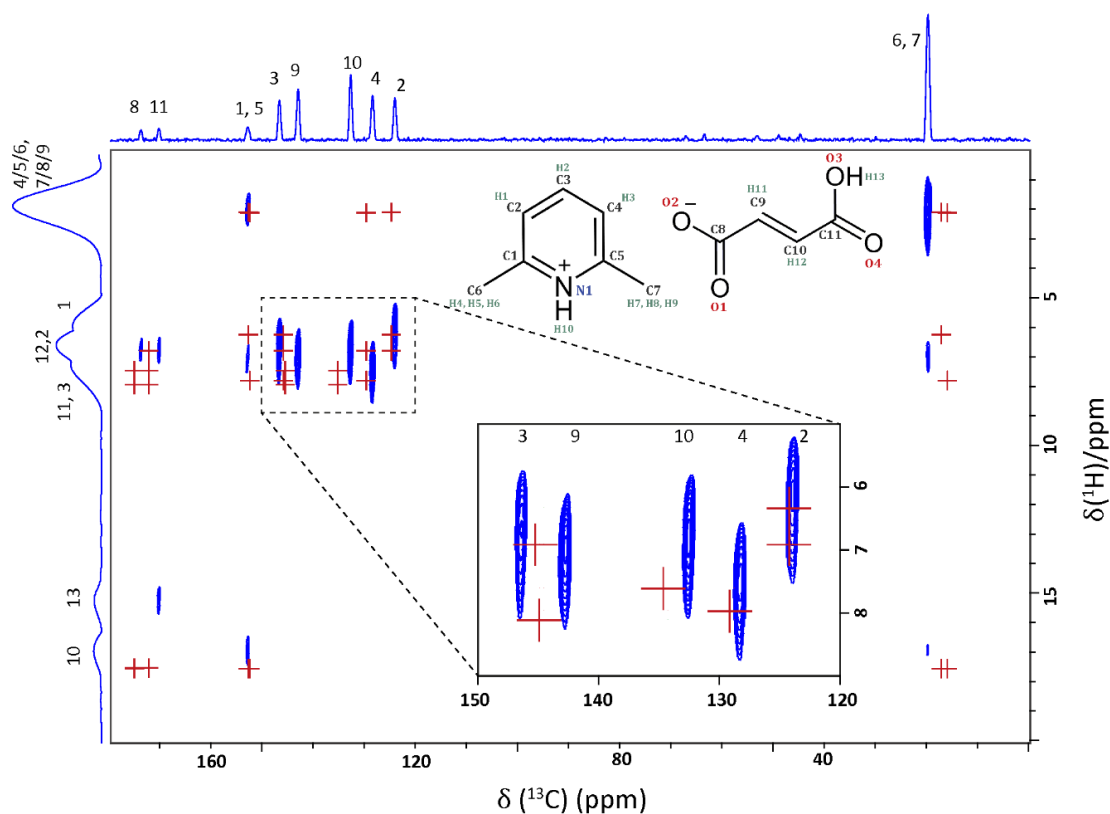 6, 7
10
9
3
4
2
8 11
1, 5
4/5/6,
7/8/9
1
12,2
11, 3
13
10
H2
C3
H1
C2
C4
H3
C1
C5
+
N1
H
H10
C6
H4, H5, H6
C7
H7, H8, H9
O3
OH
H13
H11
C9
O2
O
−
C8
C11
C10
H12
O
O4
O
O1
3 9 10 4 2
6
7
8
150 140 130 120
5
10
15
δ(¹H)/ppm
160 120 80 40
δ (¹³C) (ppm)